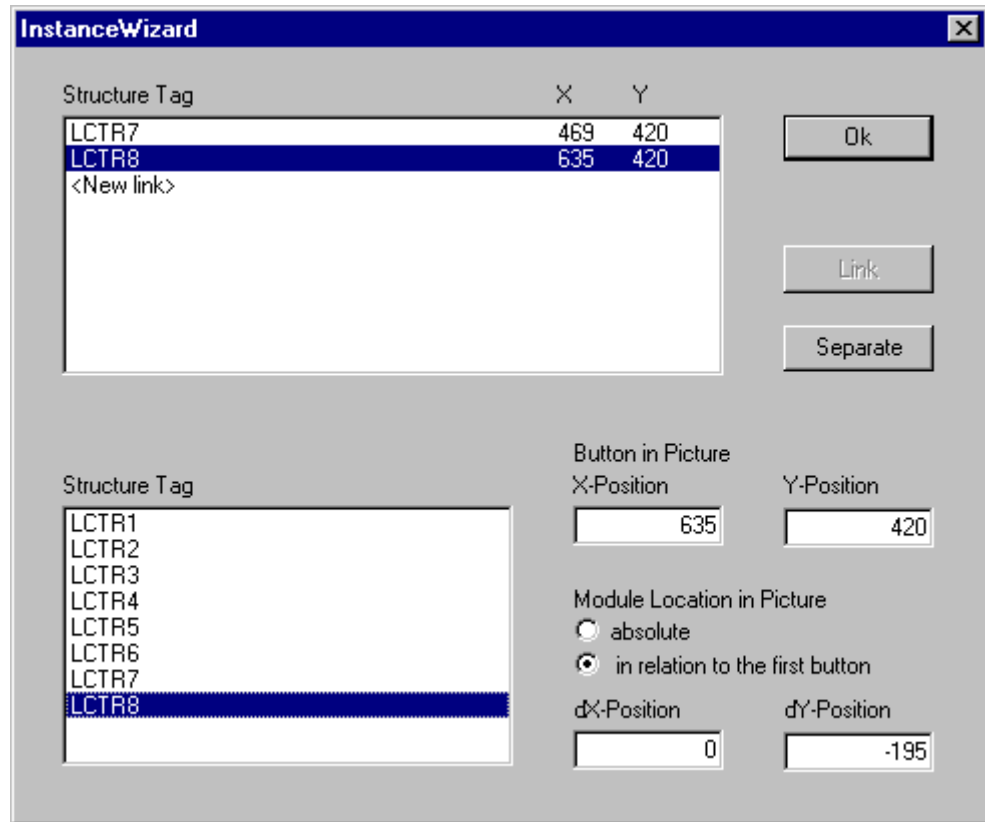 InstanceWizard
Structure Tag X Y
LCTR7 469 420
LCTR8 635 420
<New link>
Ok
Link
Separate
Structure Tag
LCTR1
LCTR2
LCTR3
LCTR4
LCTR5
LCTR6
LCTR7
LCTR8
Button in Picture
X-Position Y-Position
635 420
Module Location in Picture
absolute
in relation to the first button
dX-Position dY-Position
0 -195